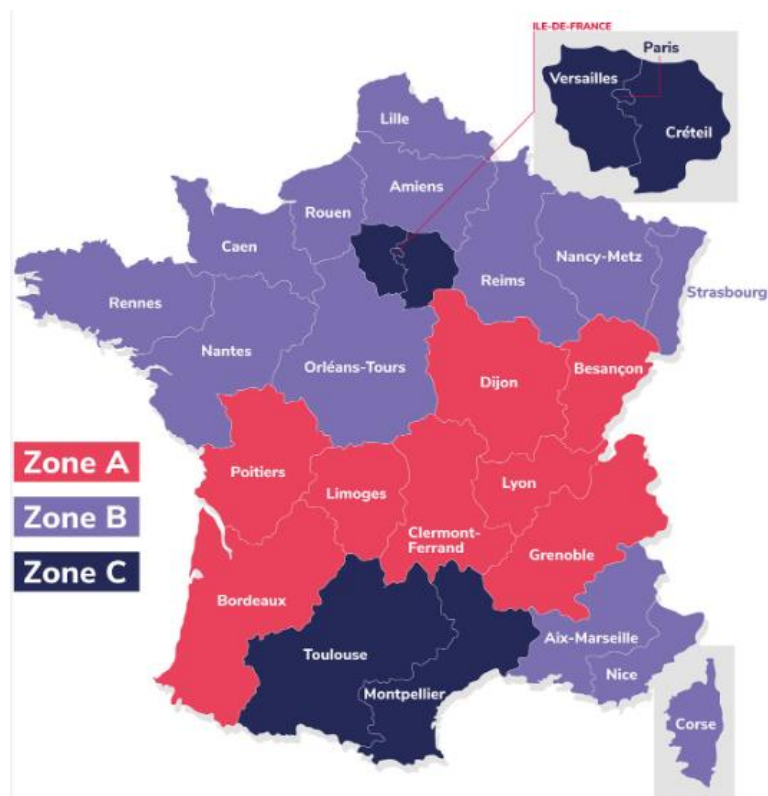 ILE-DE-FRANCE
Paris
Versailles
Créteil
Lille
Amiens
Rouen
Caen
Reims
Nancy-Metz
Strasbourg
Rennes
Nantes
Orléans-Tours
Dijon
Besançon
Zone A
Zone B
Zone C
Poitiers
Limoges
Lyon
Clermont-
Ferrand
Grenoble
Bordeaux
Toulouse
Montpellier
Aix-Marseille
Nice
Corse